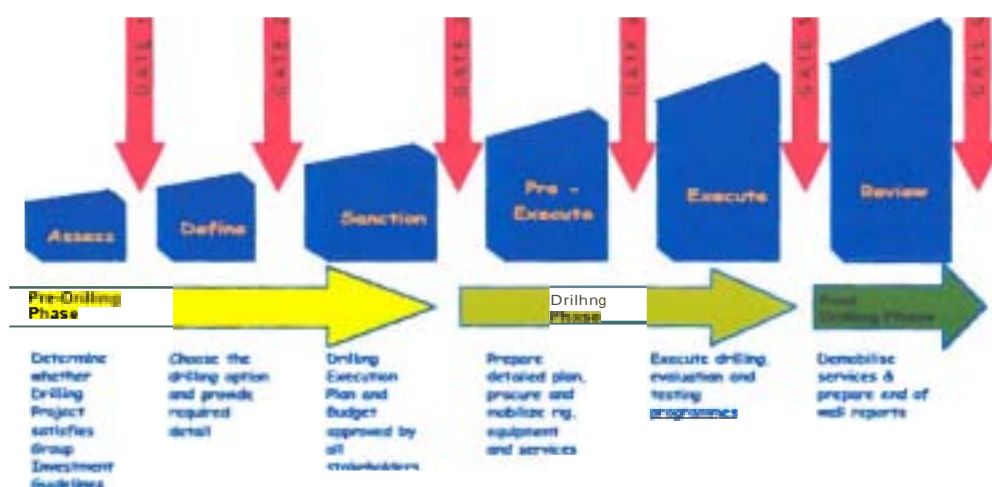 GATE
GATE
GATE
GATE
GATE
GATE
Assess
Define
Sanction
Pre -
Execute
Execute
Review
Pre-Drilling
Phase
Drilhng
Phase
Drilling Phase
Determine
whether
Drilling
Project
satisfies
Group
Investment
Guidelines
Choose the
drilling option
and provide
required
detail
Drilling
Execution
Plan and
Budget
approved by
all
stakeholders
Prepare
detailed plan,
procure and
mobilize rig,
equipment
and services
Execute drilling,
evaluation and
testing
programmes
Demobilise
services &
prepare end of
well reports